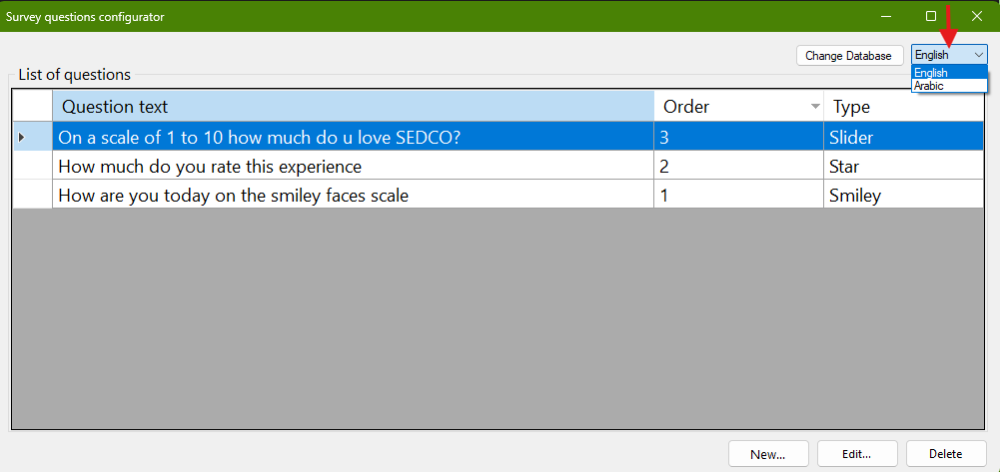 Survey questions configurator
Change Database English
English
Arabic
List of questions
Question text Order Type
On a scale of 1 to 10 how much do u love SEDCO? 3 Slider
How much do you rate this experience 2 Star
How are you today on the smiley faces scale 1 Smiley
New... Edit... Delete